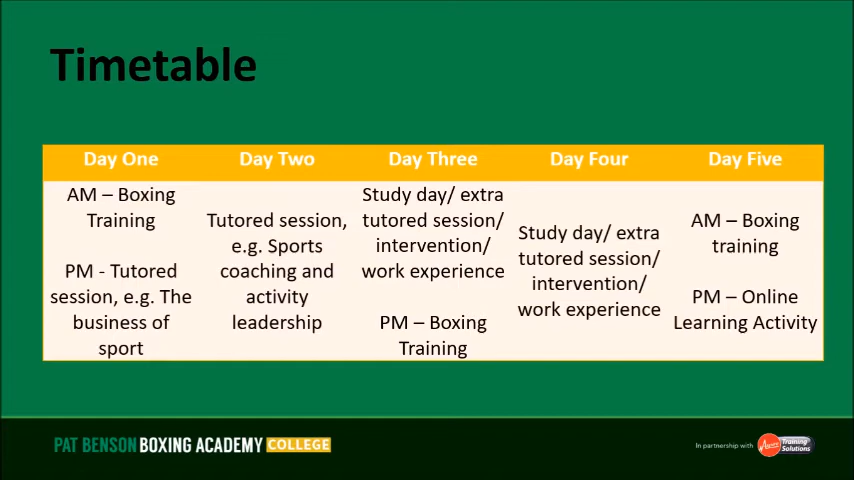 Timetable
Day One
Day Two
Day Three
Day Four
Day Five
AM – Boxing
Training
PM - Tutored
session, e.g. The
business of
sport
Tutored session,
e.g. Sports
coaching and
activity
leadership
Study day/ extra
tutored session/
intervention/
work experience
PM – Boxing
Training
Study day/ extra
tutored session/
intervention/
work experience
AM – Boxing
training
PM – Online
Learning Activity
PAT BENSON BOXING ACADEMY COLLEGE
In partnership with
Training
Solutions